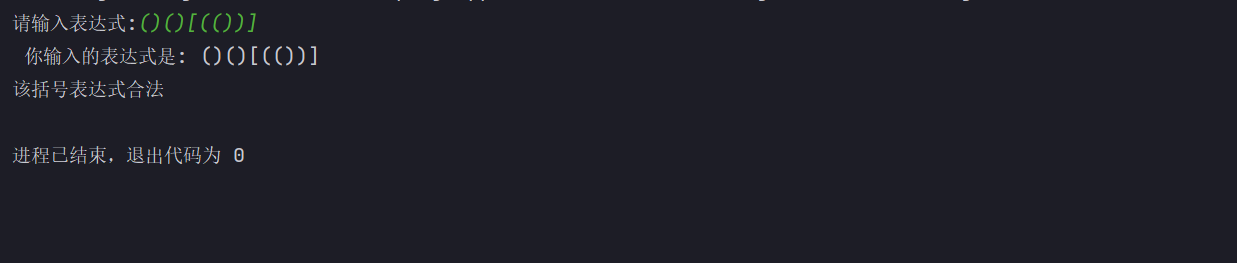 请输入表达式:()()[(())]
你输入的表达式是: ()()[(())]
该括号表达式合法
进程已结束，退出代码为 0